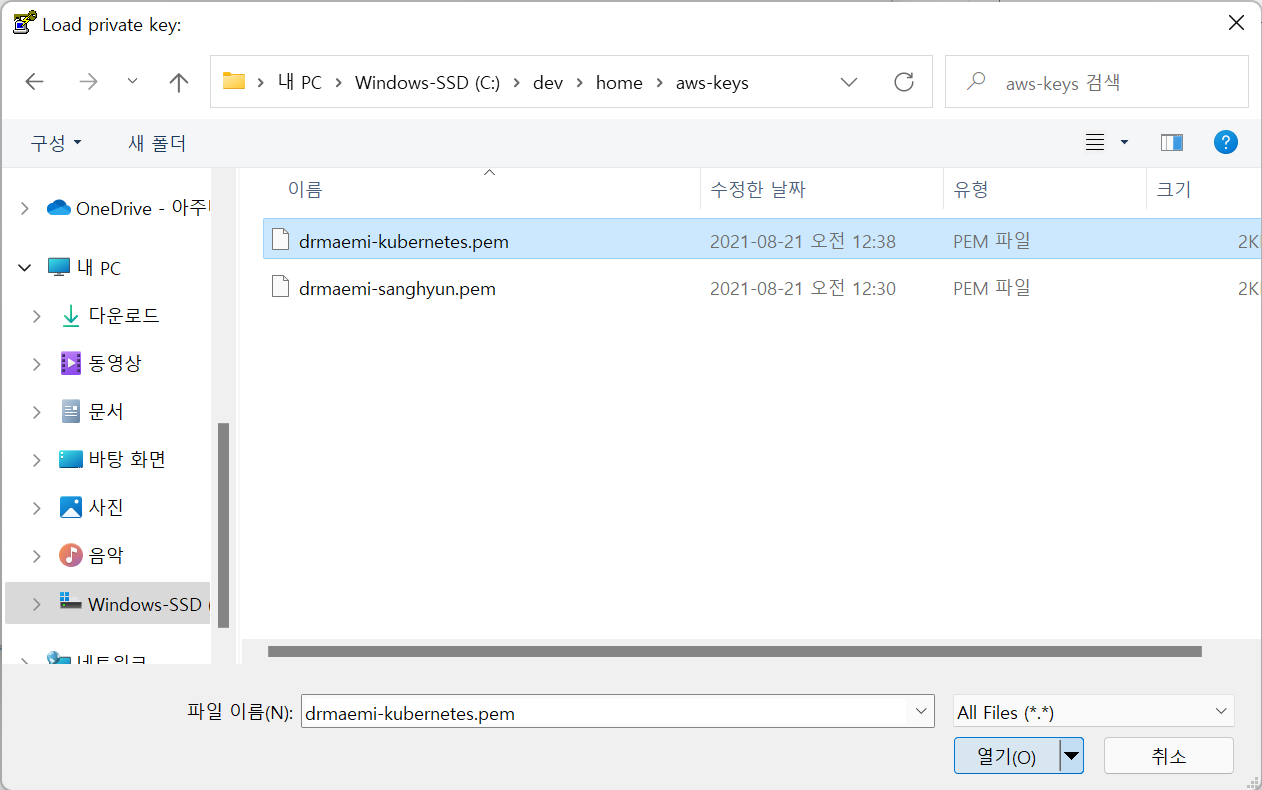 Load private key:
내 PC > Windows-SSD (C:) > dev > home > aws-keys
aws-keys 검색
구성
새 폴더
이름 수정한 날짜 유형 크기
OneDrive - 아주
내 PC
다운로드
동영상
문서
바탕 화면
사진
음악
Windows-SSD (
네트워크
drmaemi-kubernetes.pem 2021-08-21 오전 12:38 PEM 파일 2K
drmaemi-sanghyun.pem 2021-08-21 오전 12:30 PEM 파일 2K
파일 이름(N): drmaemi-kubernetes.pem All Files (*.*)
열기(O) 취소